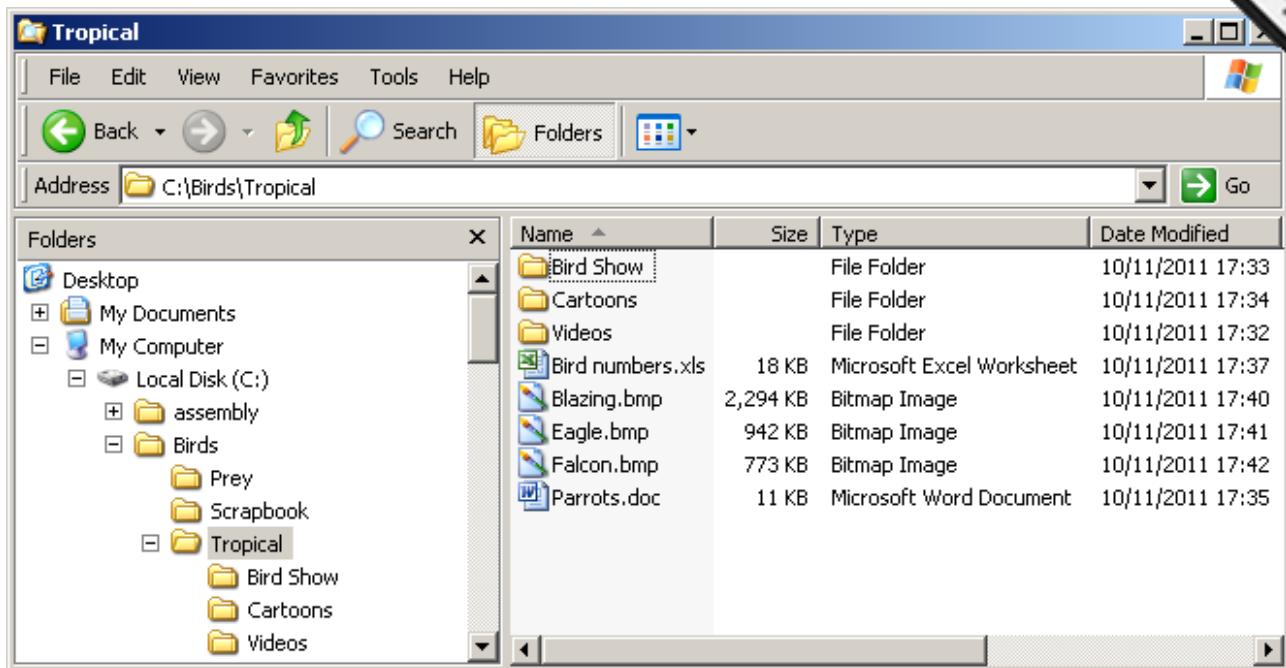 Tropical
File Edit View Favorites Tools Help
Back Search Folders
Address C:\Birds\Tropical Go
Folders
Desktop
My Documents
My Computer
Local Disk (C:)
assembly
Birds
Prey
Scrapbook
Tropical
Bird Show
Cartoons
Videos
Name Size Type Date Modified
Bird Show File Folder 10/11/2011 17:33
Cartoons File Folder 10/11/2011 17:34
Videos File Folder 10/11/2011 17:32
Bird numbers.xls 18 KB Microsoft Excel Worksheet 10/11/2011 17:37
Blazing.bmp 2,294 KB Bitmap Image 10/11/2011 17:40
Eagle.bmp 942 KB Bitmap Image 10/11/2011 17:41
Falcon.bmp 773 KB Bitmap Image 10/11/2011 17:42
Parrots.doc 11 KB Microsoft Word Document 10/11/2011 17:35